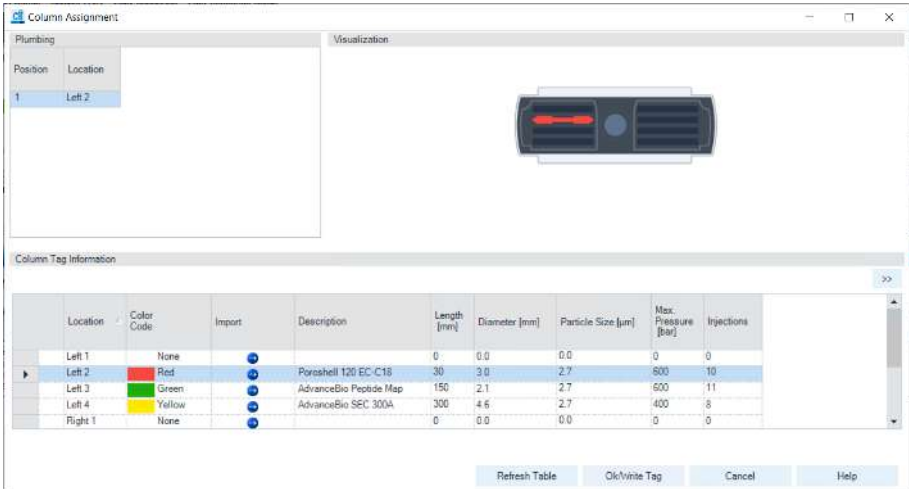 Column Assignment
Plumbing
Visualization
Position Location
1 Left 2
Column Tag Information
>>
Location Color Code Import Description Length [mm] Diameter [mm] Particle Size [µm] Max. Pressure [bar] Injections
Left 1 None 0 0.0 0.0 0 0
Left 2 Red Poroshell 120 EC-C18 30 3.0 2.7 600 10
Left 3 Green AdvanceBio Peptide Map 150 2.1 2.7 600 11
Left 4 Yellow AdvanceBio SEC 300A 300 4.6 2.7 400 8
Right 1 None 0 0.0 0.0 0 0
Refresh Table Ok/Write Tag Cancel Help